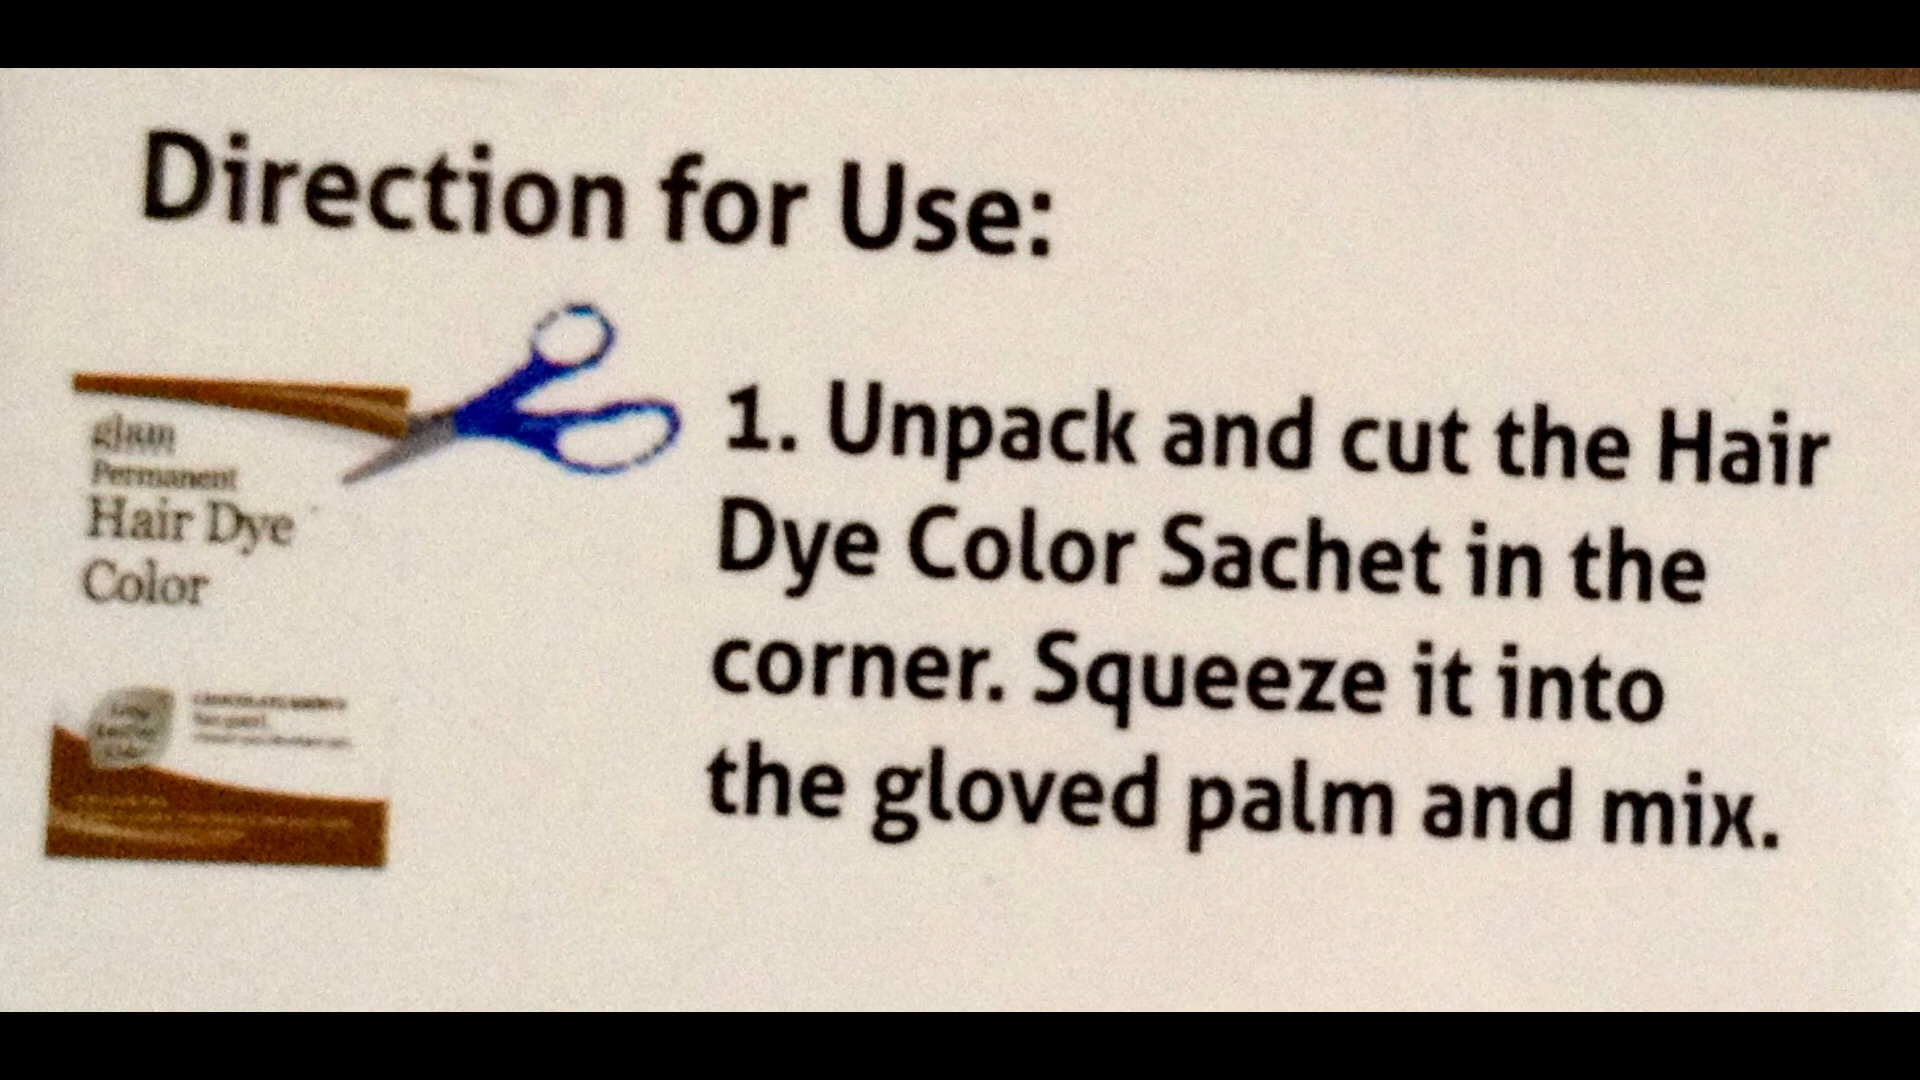 Direction for Use:
glam
Permanent
Hair Dye
Color
1. Unpack and cut the Hair
Dye Color Sachet in the
corner. Squeeze it into
the gloved palm and mix.